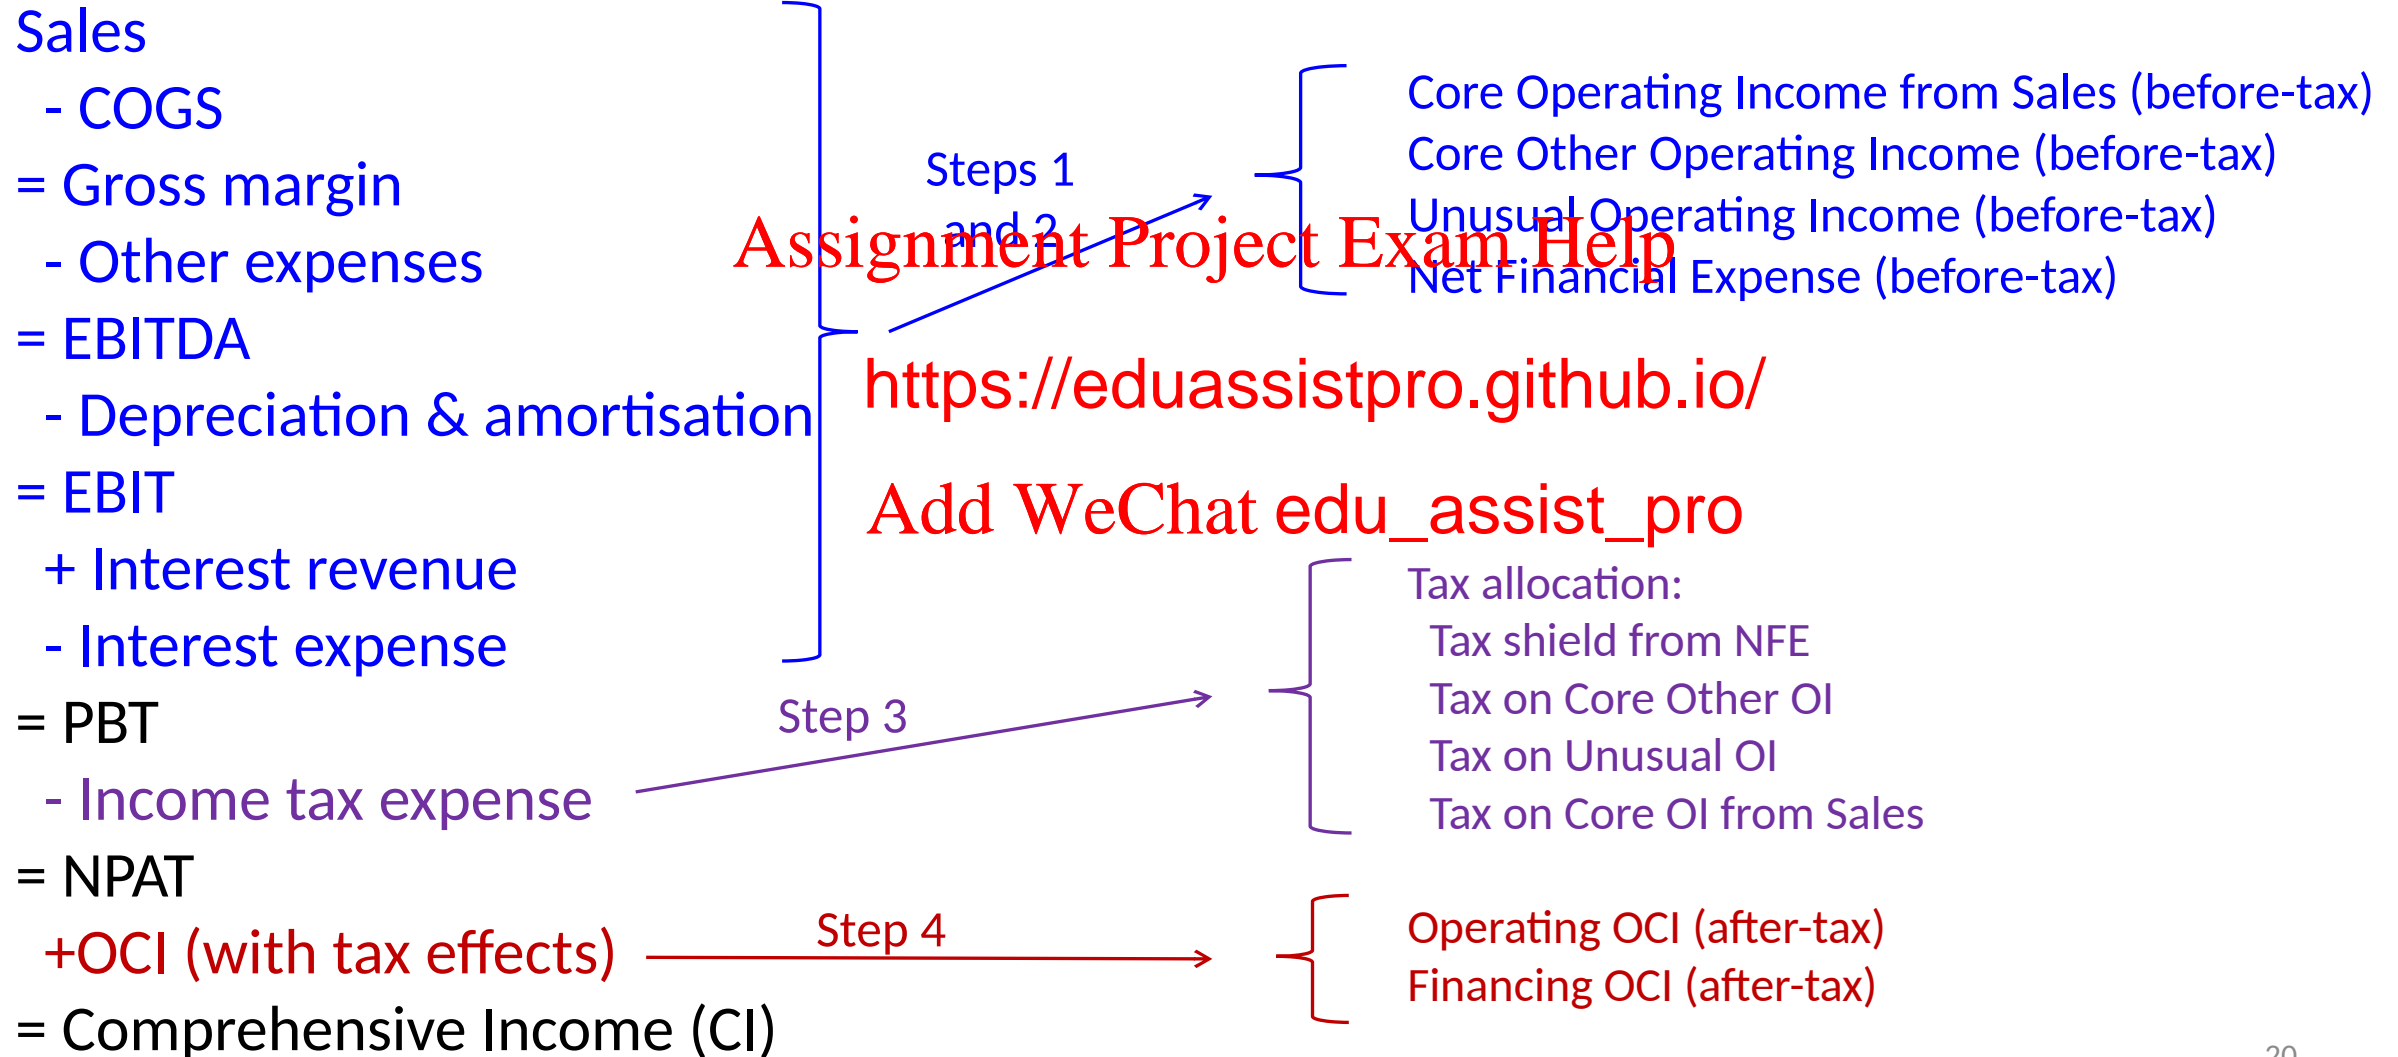 Sales
- COGS
= Gross margin
- Other expenses
= EBITDA
- Depreciation & amortisation
= EBIT
+ Interest revenue
- Interest expense
= PBT
- Income tax expense
= NPAT
+OCI (with tax effects)
= Comprehensive Income (CI)
Steps 1
and 2
Core Operating Income from Sales (before-tax)
Core Other Operating Income (before-tax)
Unusual Operating Income (before-tax)
Net Financial Expense (before-tax)
Assignment Project Exam Help
https://eduassistpro.github.io/
Add WeChat edu_assist_pro
Step 3
Tax allocation:
Tax shield from NFE
Tax on Core Other OI
Tax on Unusual OI
Tax on Core OI from Sales
Step 4
Operating OCI (after-tax)
Financing OCI (after-tax)
20